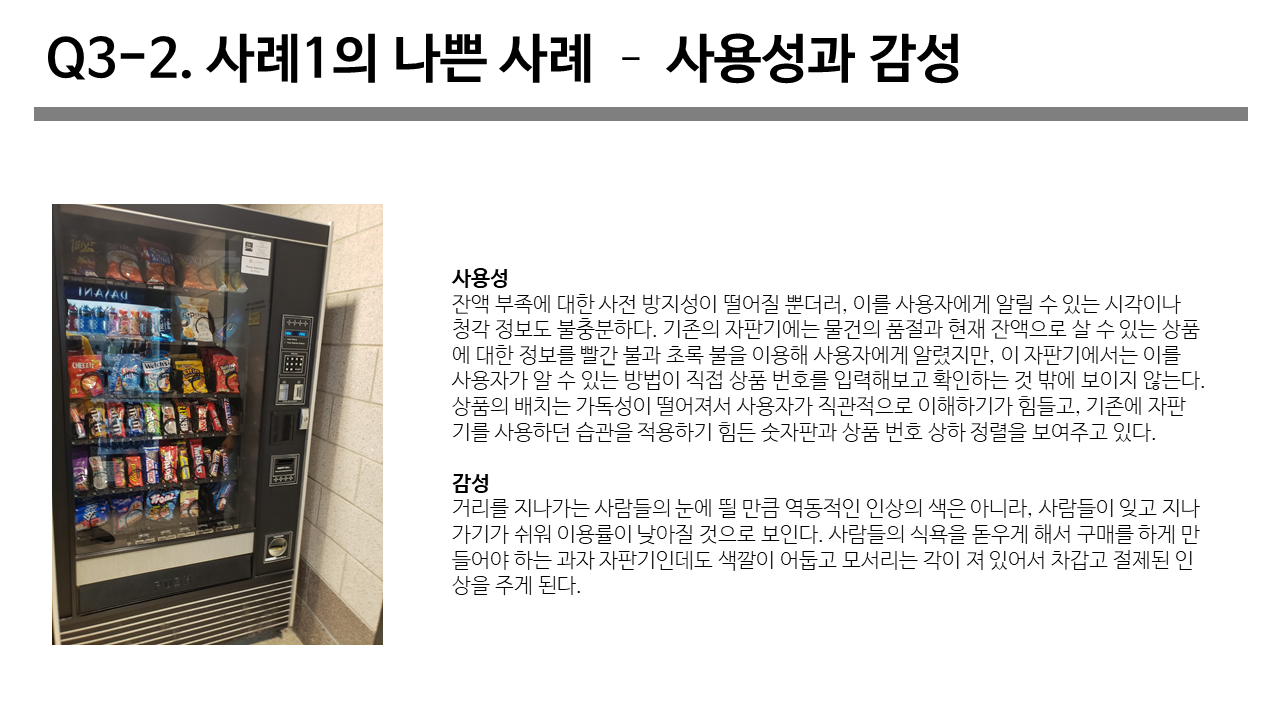 Q3-2. 사례1의 나쁜 사례 - 사용성과 감성
DASANI
CHEETOS
Welch's
PUSH
사용성
잔액 부족에 대한 사전 방지성이 떨어질 뿐더러, 이를 사용자에게 알릴 수 있는 시각이나
청각 정보도 불충분하다. 기존의 자판기에는 물건의 품절과 현재 잔액으로 살 수 있는 상품
에 대한 정보를 빨간 불과 초록 불을 이용해 사용자에게 알렸지만, 이 자판기에서는 이를
사용자가 알 수 있는 방법이 직접 상품 번호를 입력해보고 확인하는 것 밖에 보이지 않는다.
상품의 배치는 가독성이 떨어져서 사용자가 직관적으로 이해하기가 힘들고, 기존에 자판
기를 사용하던 습관을 적용하기 힘든 숫자판과 상품 번호 상하 정렬을 보여주고 있다.
감성
거리를 지나가는 사람들의 눈에 띌 만큼 역동적인 인상의 색은 아니라, 사람들이 잊고 지나
가기가 쉬워 이용률이 낮아질 것으로 보인다. 사람들의 식욕을 돋우게 해서 구매를 하게 만
들어야 하는 과자 자판기인데도 색깔이 어둡고 모서리는 각이 져 있어서 차갑고 절제된 인
상을 주게 된다.